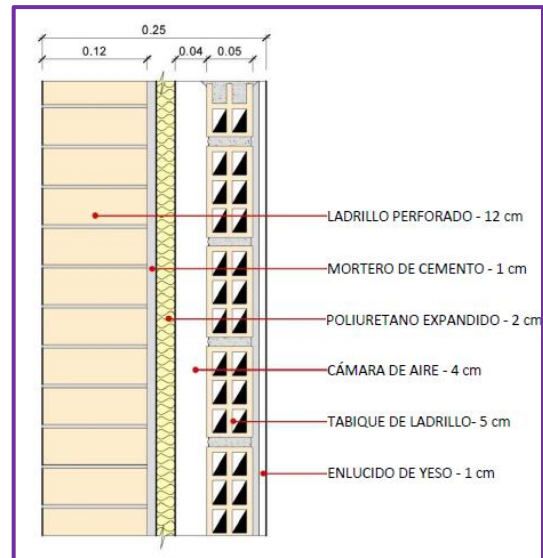 0.25
0.12 0.04 0.05
LADRILLO PERFORADO - 12 cm
MORTERO DE CEMENTO - 1 cm
POLIURETANO EXPANDIDO - 2 cm
CÁMARA DE AIRE - 4 cm
TABIQUE DE LADRILLO- 5 cm
ENLUCIDO DE YESO - 1 cm